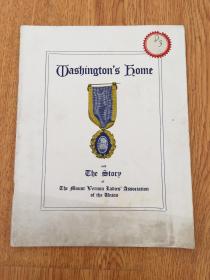 Washington's Home
and
The Story
of
The Mount Vernon Ladies' Association
of the Union